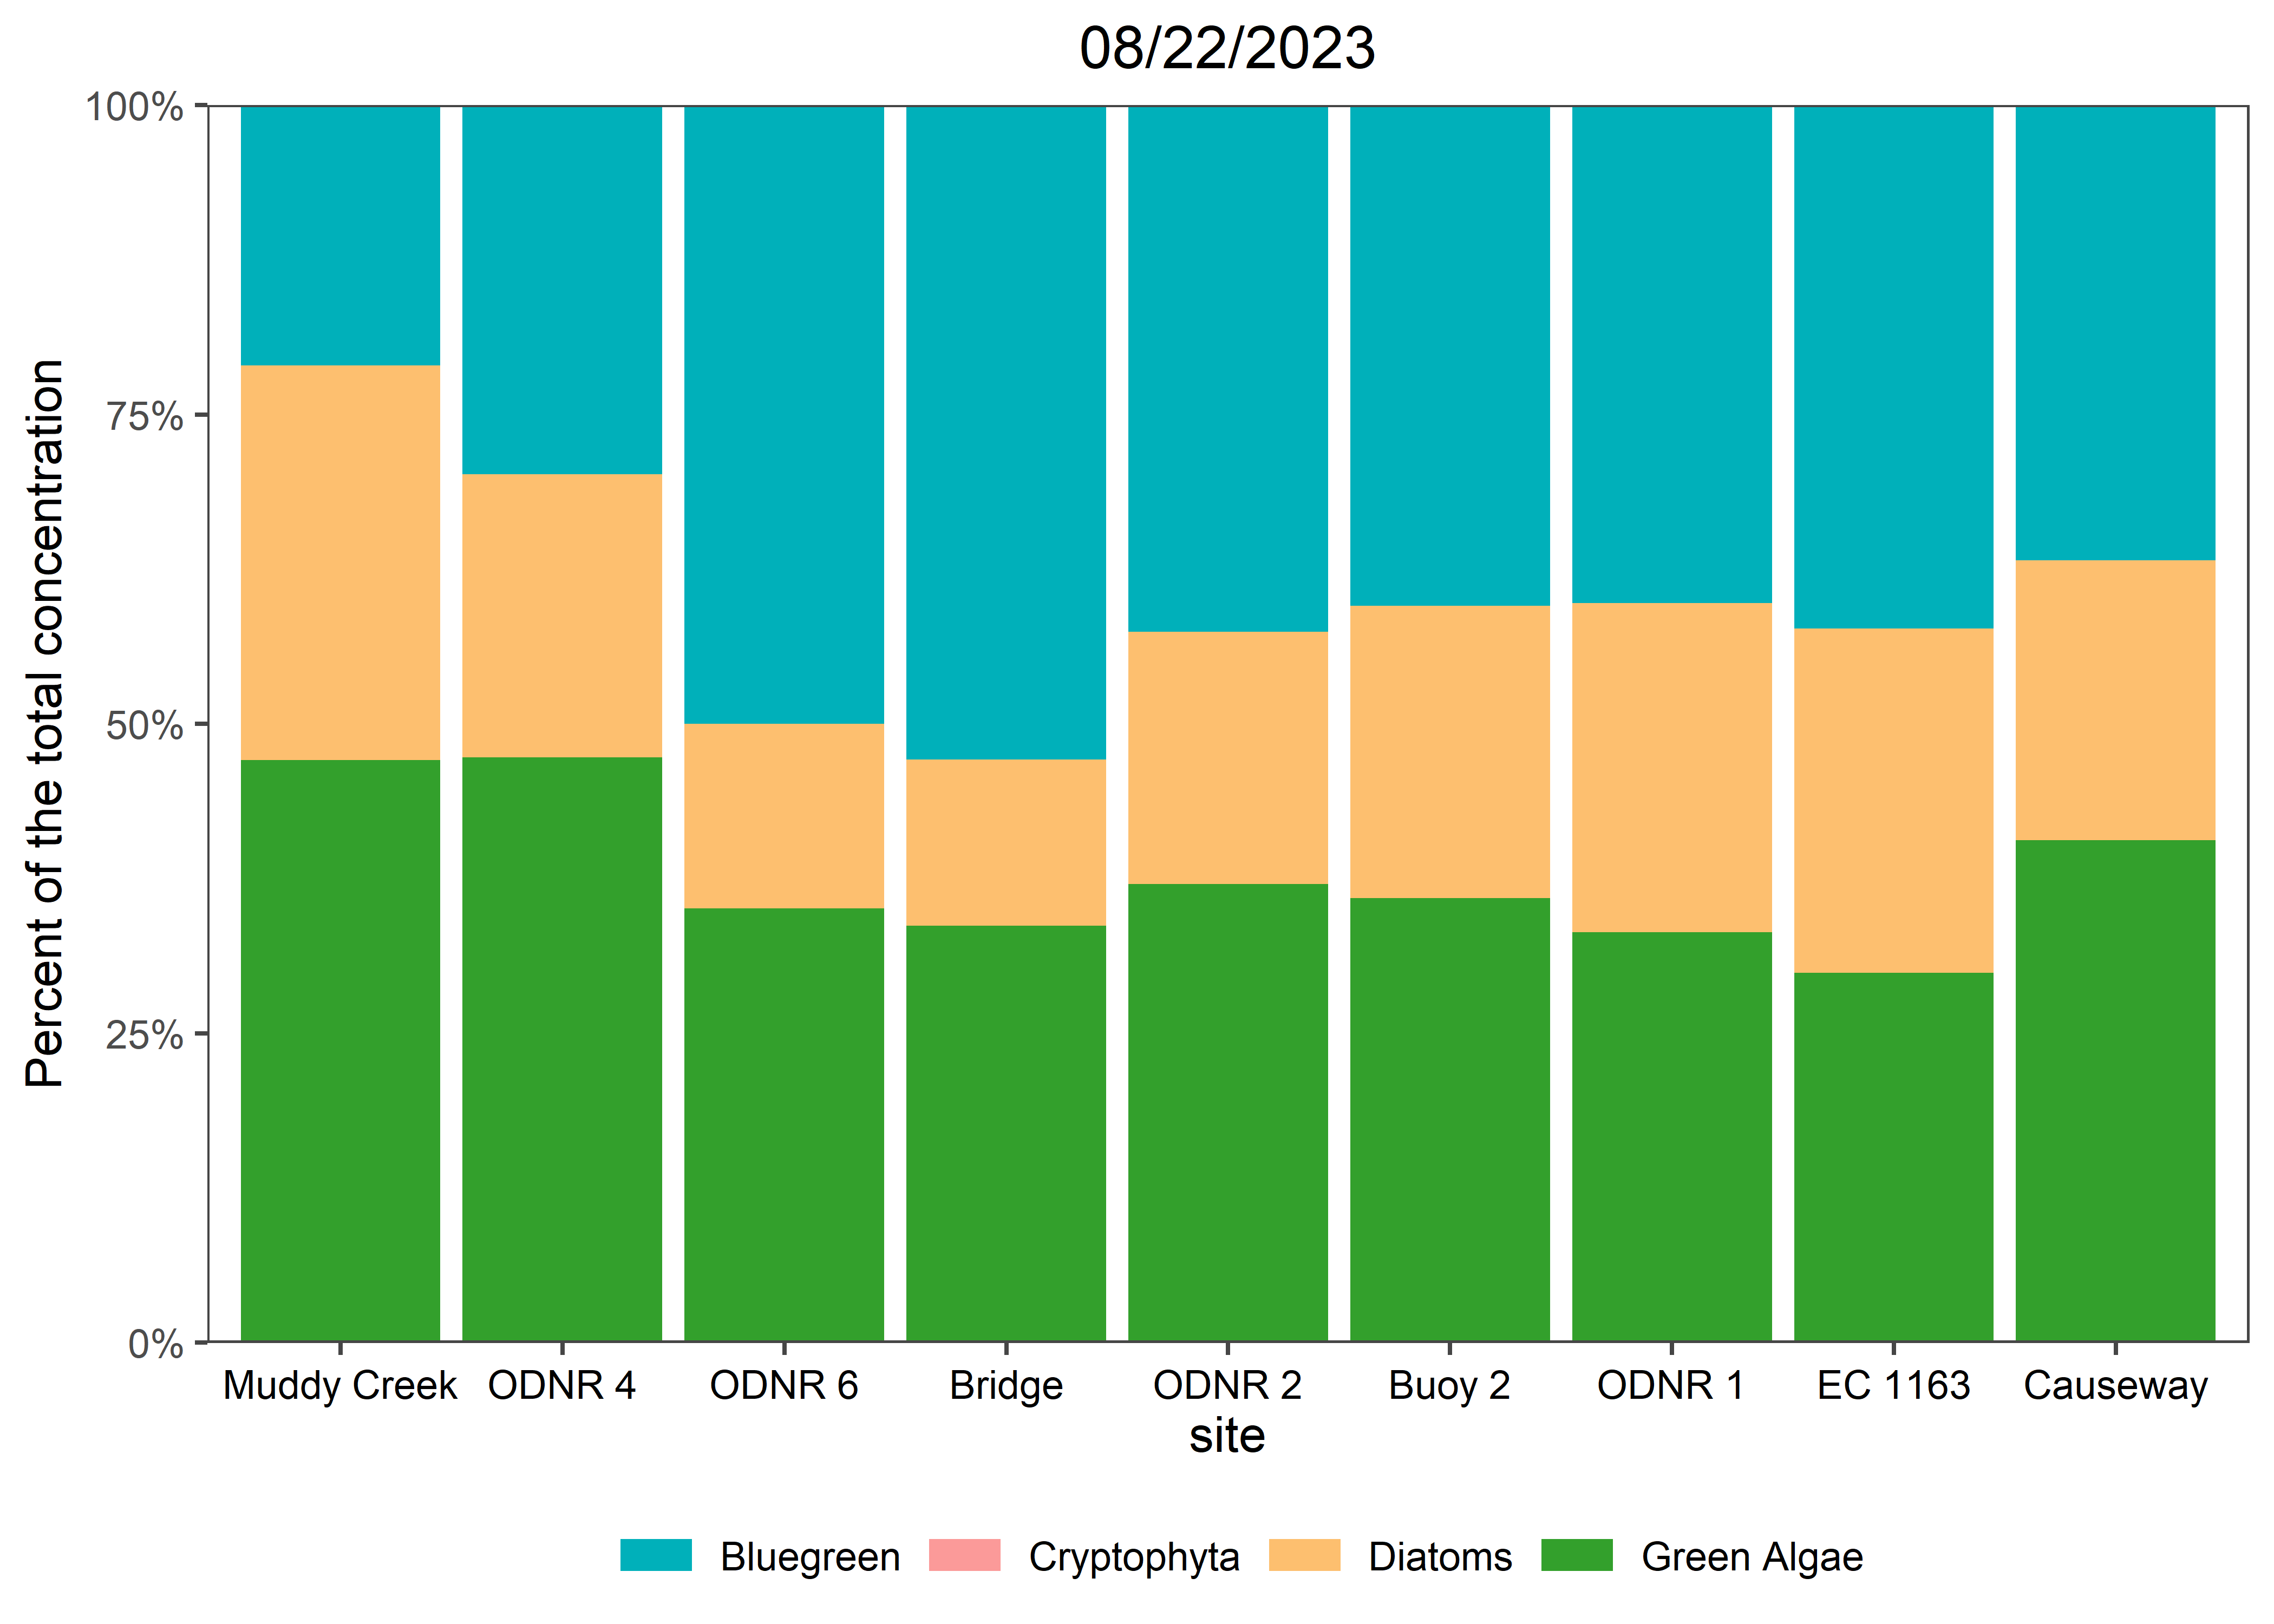 08/22/2023
Percent of the total concentration
100%
75%
50%
25%
0%
Muddy Creek ODNR 4 ODNR 6 Bridge ODNR 2 Buoy 2 ODNR 1 EC 1163 Causeway
site
Bluegreen Cryptophyta Diatoms Green Algae